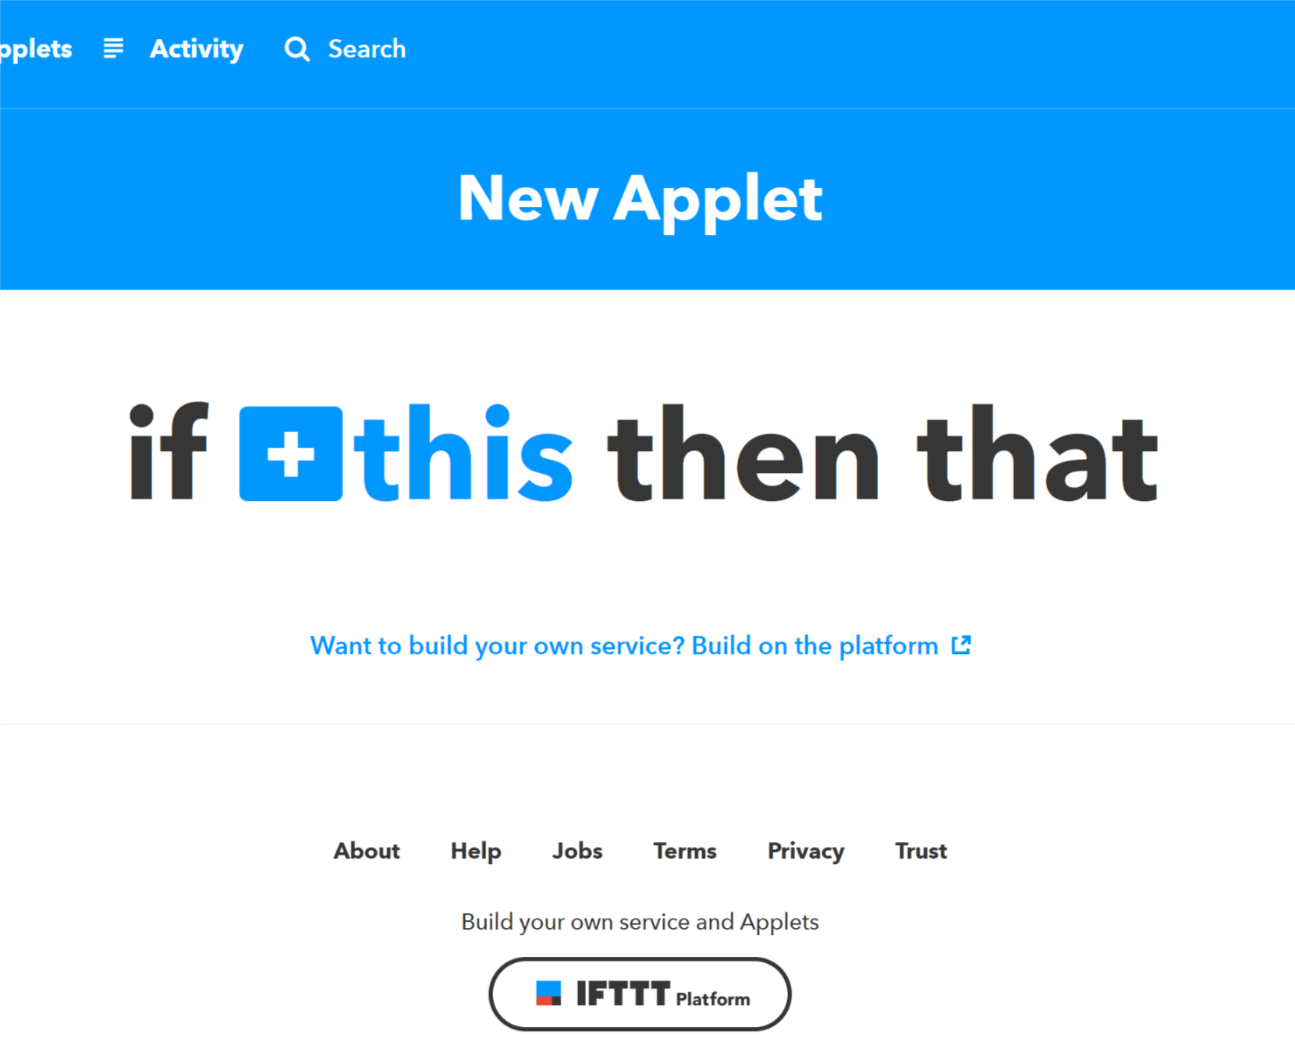 pplets Activity Search
New Applet
if +this then that
Want to build your own service? Build on the platform
About Help Jobs Terms Privacy Trust
Build your own service and Applets
IFTTT Platform